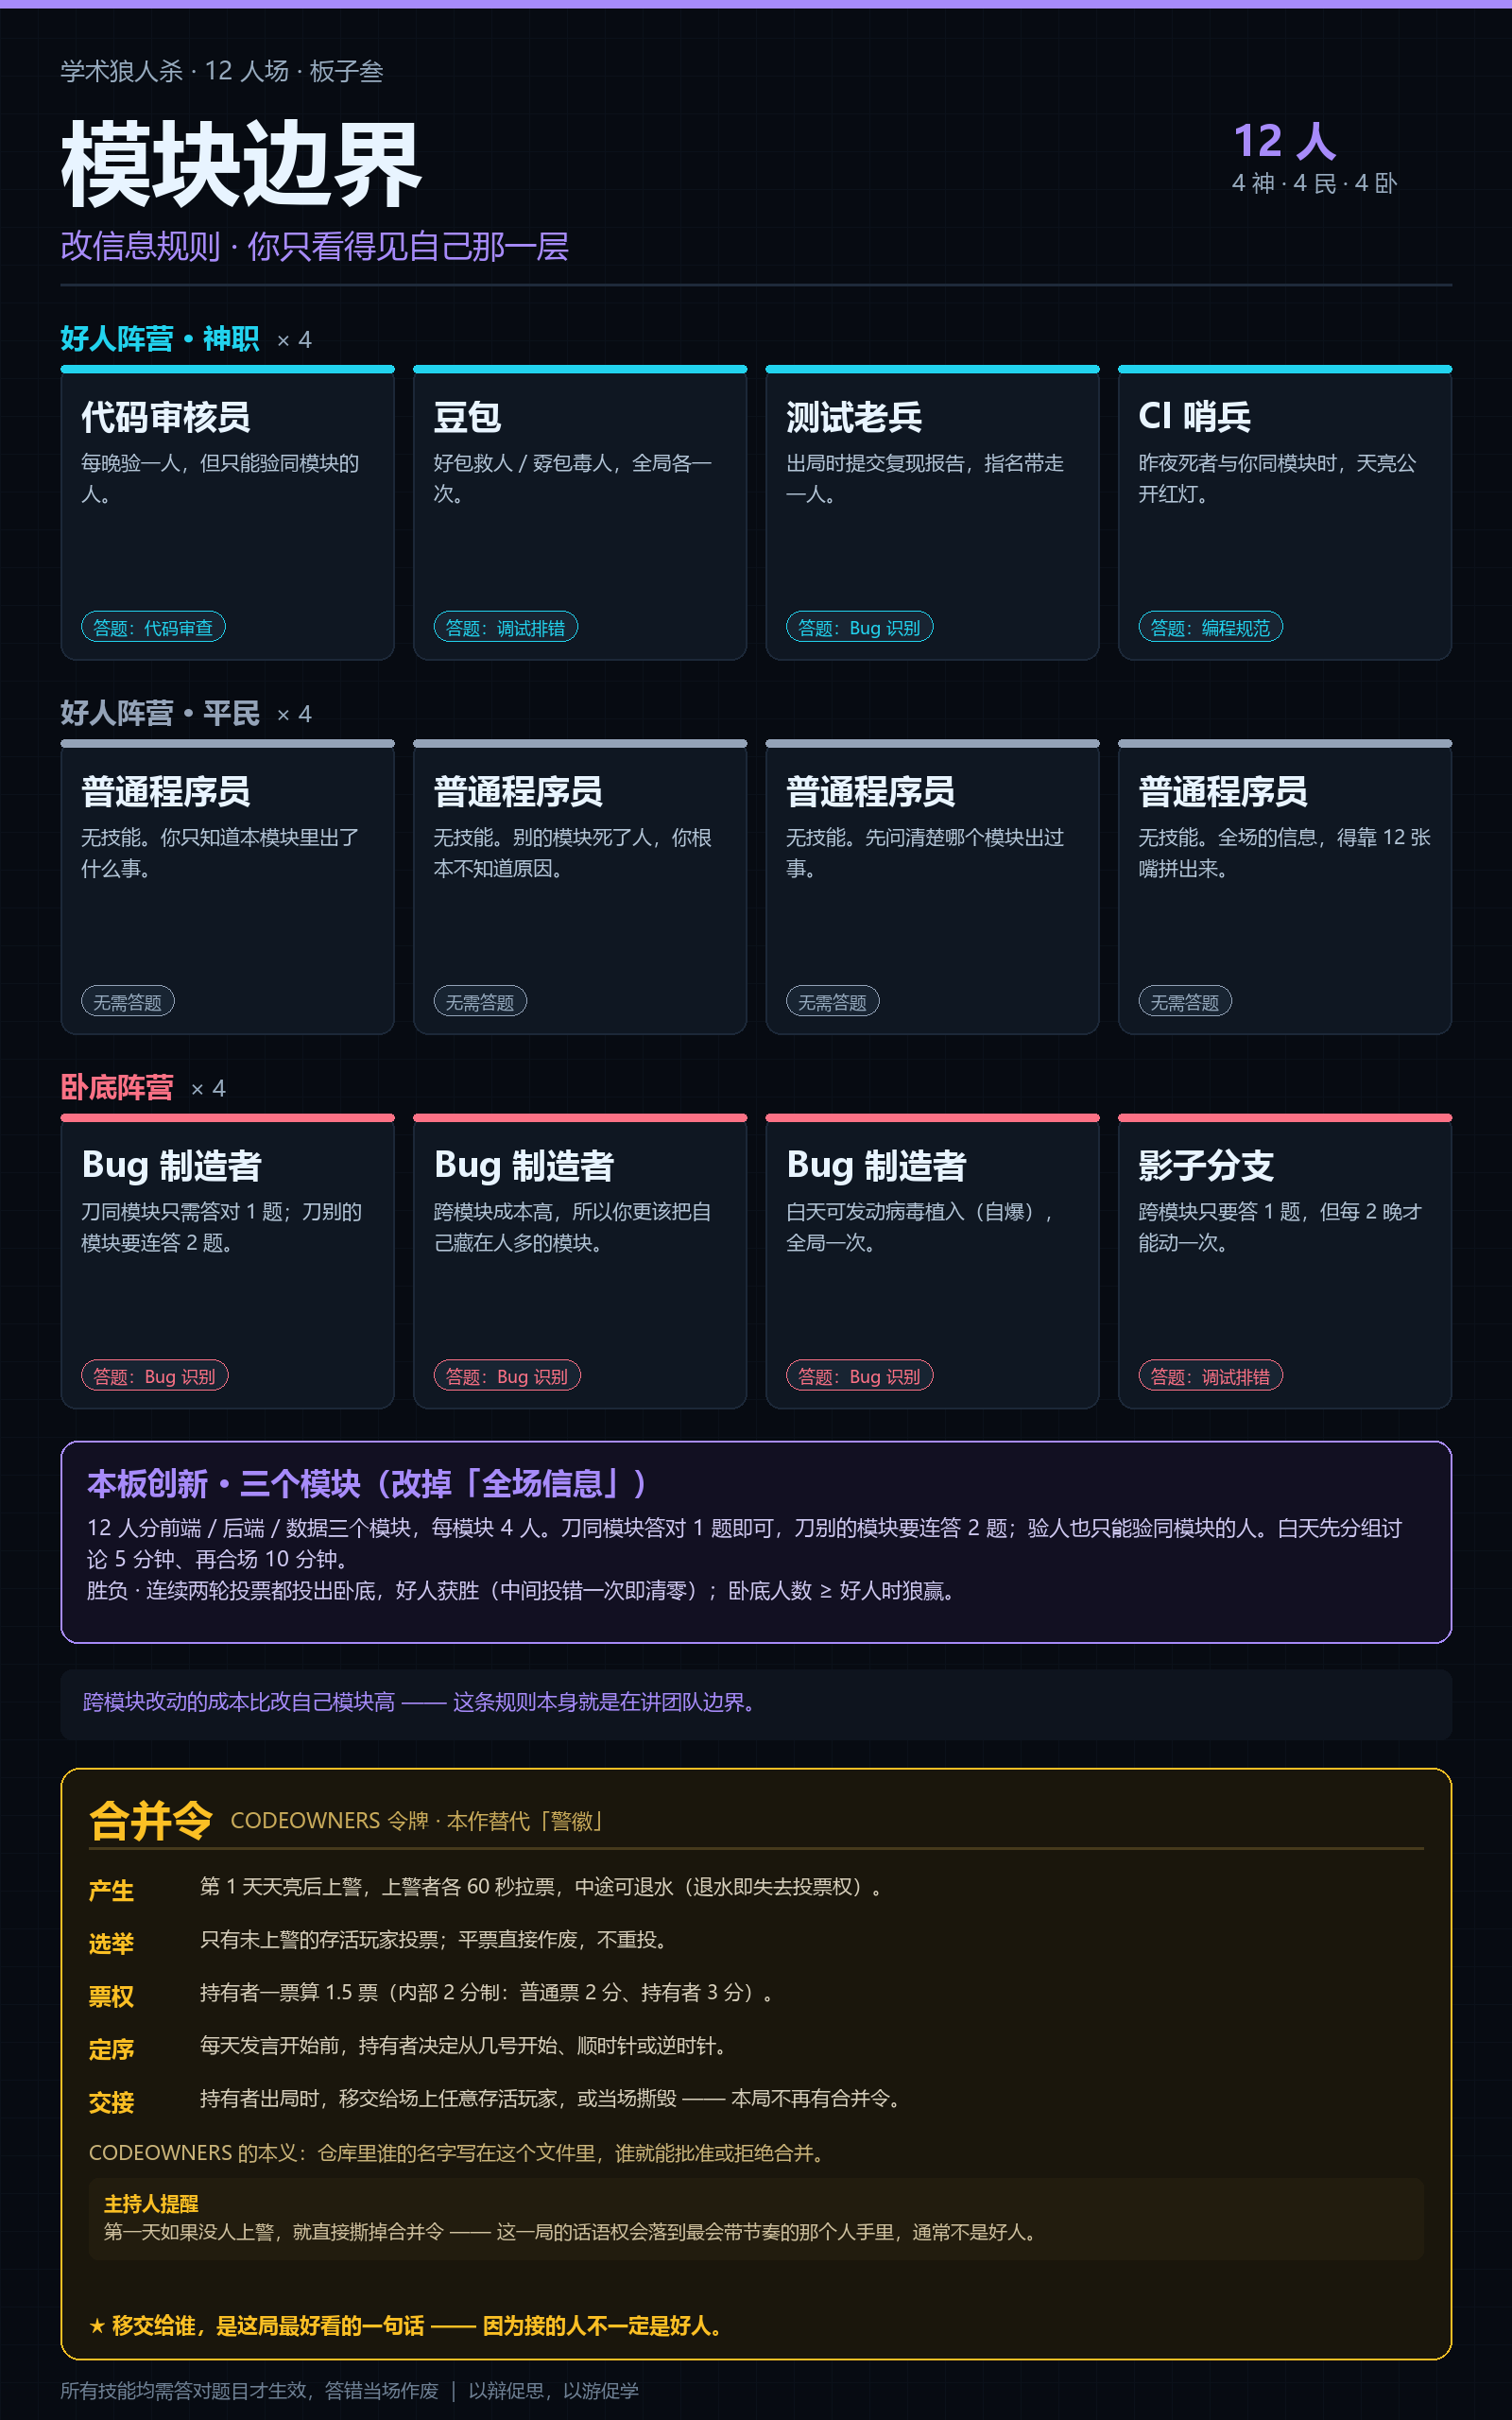 学术狼人杀 · 12 人场 · 板子叁
模块边界
12 人
4 神 · 4 民 · 4 卧
改信息规则 · 你只看得见自己那一层
好人阵营 • 神职 × 4
代码审核员
每晚验一人，但只能验同模块的
人。
答题：代码审查
豆包
好包救人 / 孬包毒人，全局各一
次。
答题：调试排错
测试老兵
出局时提交复现报告，指名带走
一人。
答题：Bug 识别
CI 哨兵
昨夜死者与你同模块时，天亮公
开红灯。
答题：编程规范
好人阵营 • 平民 × 4
普通程序员
无技能。你只知道本模块里出了
什么事。
无需答题
普通程序员
无技能。别的模块死了人，你根
本不知道原因。
无需答题
普通程序员
无技能。先问清楚哪个模块出过
事。
无需答题
普通程序员
无技能。全场的信息，得靠 12 张
嘴拼出来。
无需答题
卧底阵营 × 4
Bug 制造者
刀同模块只需答对 1 题；刀别的
模块要连答 2 题。
答题：Bug 识别
Bug 制造者
跨模块成本高，所以你更该把自
己藏在人多的模块。
答题：Bug 识别
Bug 制造者
白天可发动病毒植入（自爆），
全局一次。
答题：Bug 识别
影子分支
跨模块只要答 1 题，但每 2 晚才
能动一次。
答题：调试排错
本板创新 • 三个模块（改掉「全场信息」）
12 人分前端 / 后端 / 数据三个模块，每模块 4 人。刀同模块答对 1 题即可，刀别的模块要连答 2 题；验人也只能验同模块的人。白天先分组讨
论 5 分钟、再合场 10 分钟。
胜负 · 连续两轮投票都投出卧底，好人获胜（中间投错一次即清零）；卧底人数 ≥ 好人时狼赢。
跨模块改动的成本比改自己模块高 —— 这条规则本身就是在讲团队边界。
合并令 CODEOWNERS 令牌 · 本作替代「警徽」
产生 第 1 天天亮后上警，上警者各 60 秒拉票，中途可退水（退水即失去投票权）。
选举 只有未上警的存活玩家投票；平票直接作废，不重投。
票权 持有者一票算 1.5 票（内部 2 分制：普通票 2 分、持有者 3 分）。
定序 每天发言开始前，持有者决定从几号开始、顺时针或逆时针。
交接 持有者出局时，移交给场上任意存活玩家，或当场撕毁 —— 本局不再有合并令。
CODEOWNERS 的本义：仓库里谁的名字写在这个文件里，谁就能批准或拒绝合并。
主持人提醒
第一天如果没人上警，就直接撕掉合并令 —— 这一局的话语权会落到最会带节奏的那个人手里，通常不是好人。
★ 移交给谁，是这局最好看的一句话 —— 因为接的人不一定是好人。
所有技能均需答对题目才生效，答错当场作废 ｜ 以辩促思，以游促学